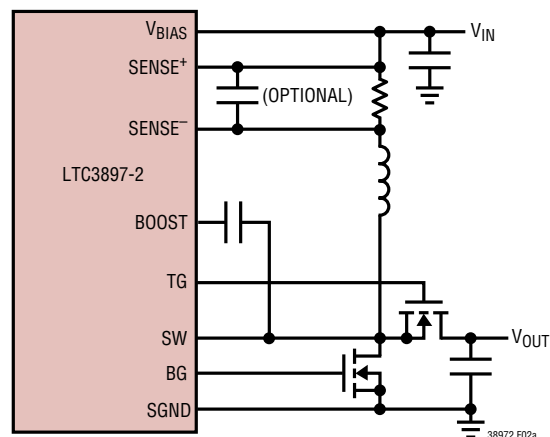 VBIAS
VIN
SENSE+
(OPTIONAL)
SENSE–
LTC3897-2
BOOST
TG
SW
VOUT
BG
SGND
38972 F02a